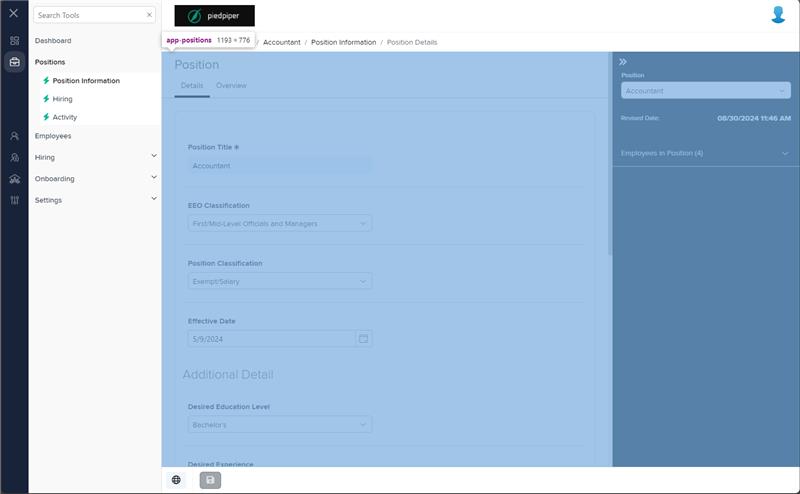 Search Tools
piedpiper
Dashboard
app-positions 1193 × 776
/ Accountant / Position Information / Position Details
Positions
Position Information
Hiring
Activity
Employees
Hiring
Onboarding
Settings
Position
Details Overview
Position Title ✱
Accountant
EEO Classification
First/Mid-Level Officials and Managers
Position Classification
Exempt/Salary
Effective Date
5/9/2024
Additional Detail
Desired Education Level
Bachelor's
Desired Experience
Position
Accountant
Revised Date: 08/30/2024 11:46 AM
Employees in Position (4)